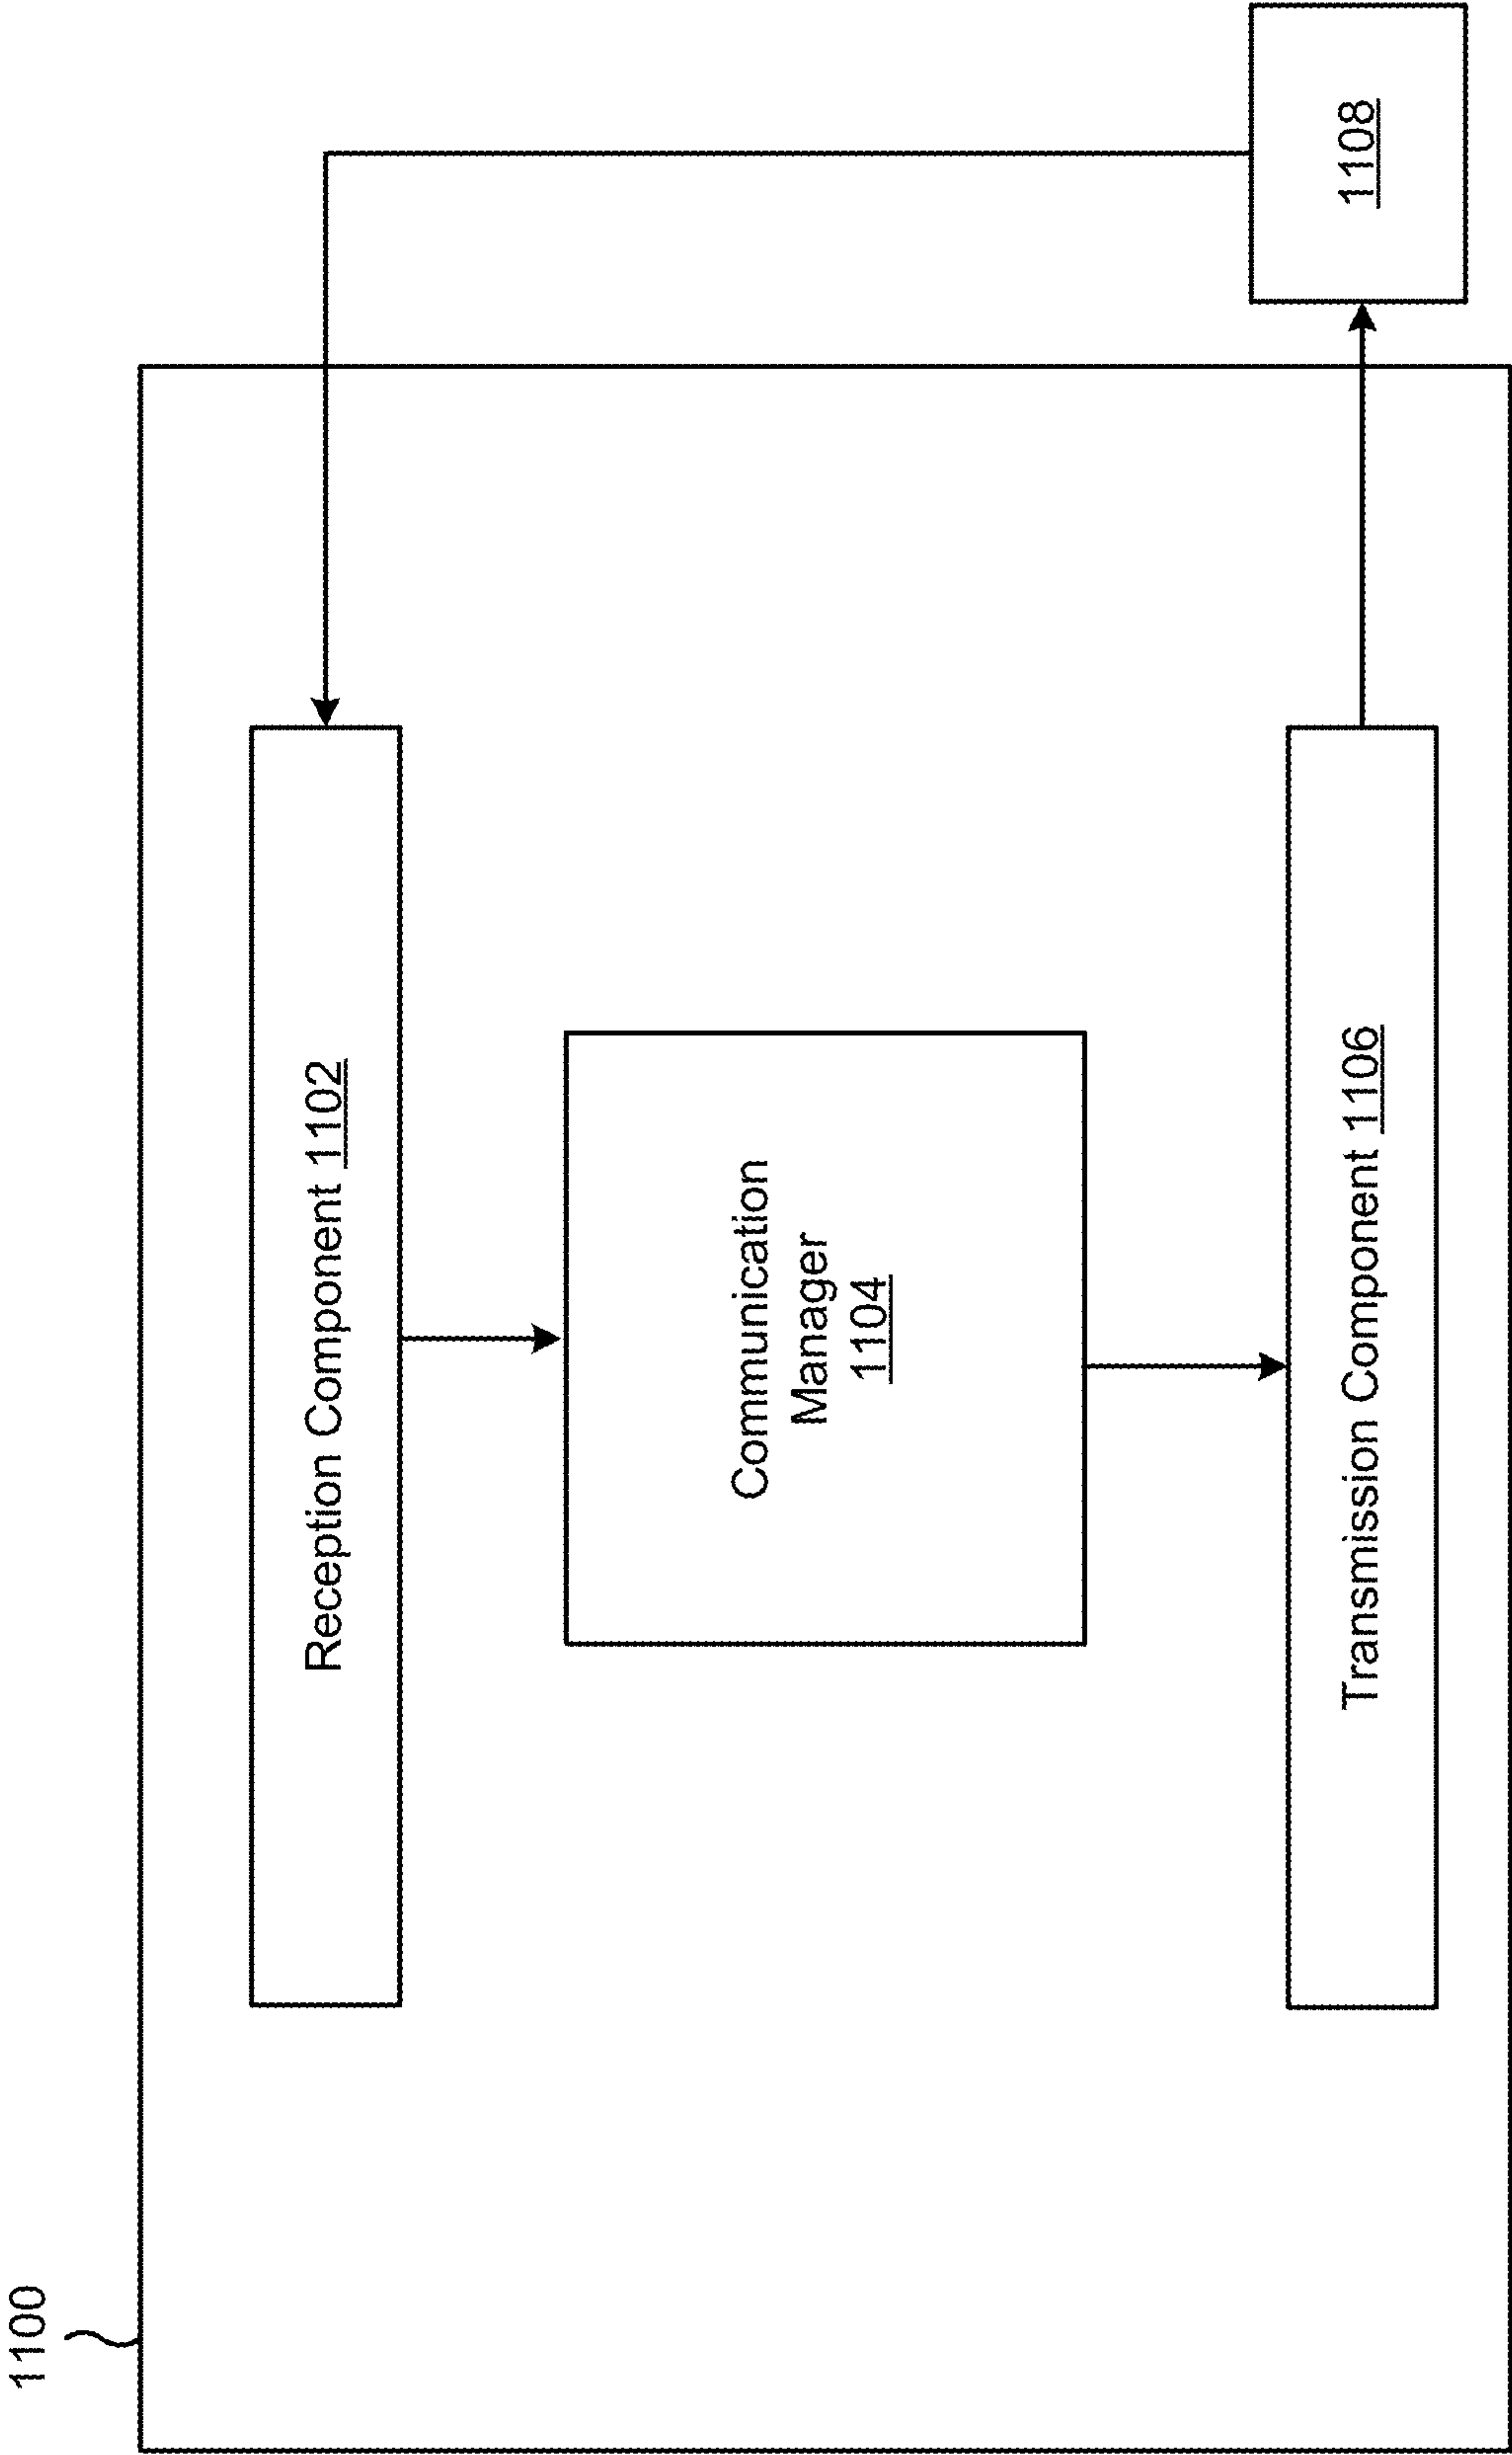 1100
Reception Component 1102
Communication
Manager
1104
Transmission Component 1106
1108